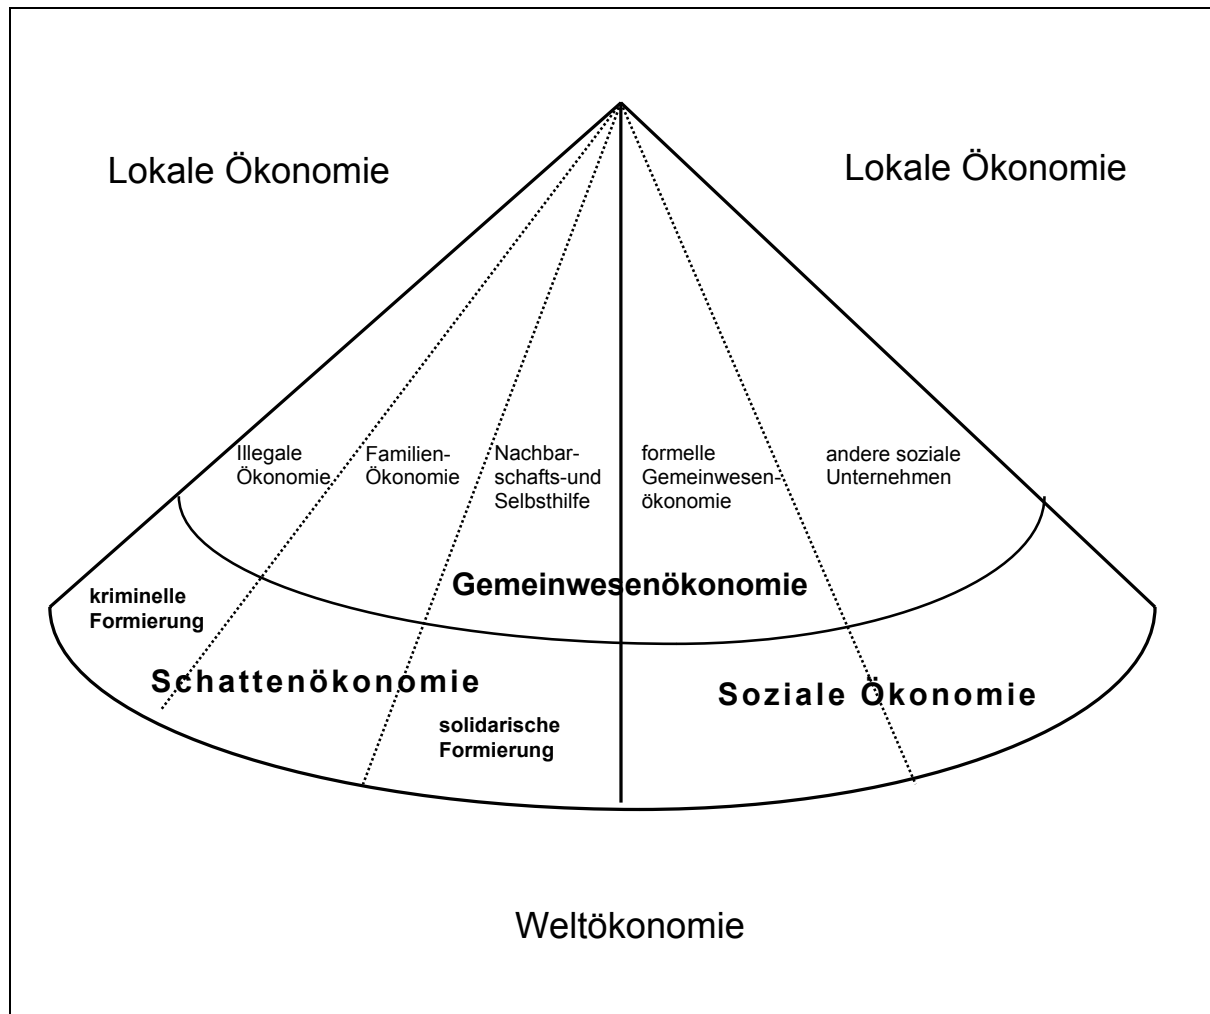 Lokale Ökonomie
Lokale Ökonomie
Illegale
Ökonomie
Familien-
Ökonomie
Nachbar-
schafts-und
Selbsthilfe
formelle
Gemeinwesen-
ökonomie
andere soziale
Unternehmen
Gemeinwesenökonomie
kriminelle
Formierung
Schattenökonomie
Soziale Ökonomie
solidarische
Formierung
Weltökonomie